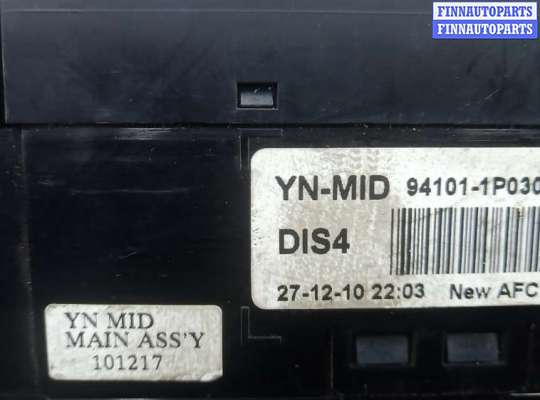 FINNAUTOPARTS
FINNAUTOPARTS
YN-MID 94101-1P030
DIS4
27-12-10 22:03 New AFC
YN MID
MAIN ASS'Y
101217